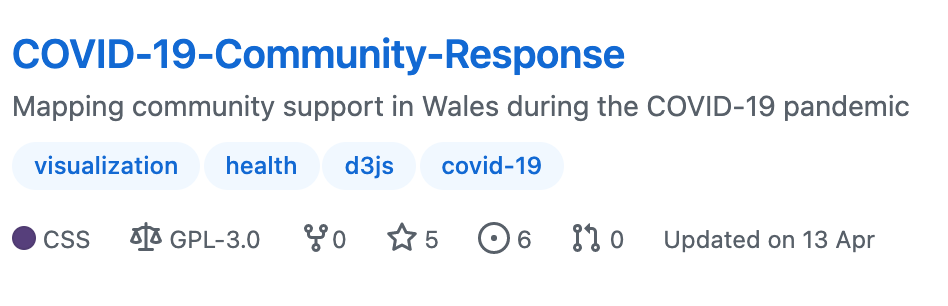 COVID-19-Community-Response
Mapping community support in Wales during the COVID-19 pandemic
visualization health d3js covid-19
CSS GPL-3.0 0 5 6 0 Updated on 13 Apr